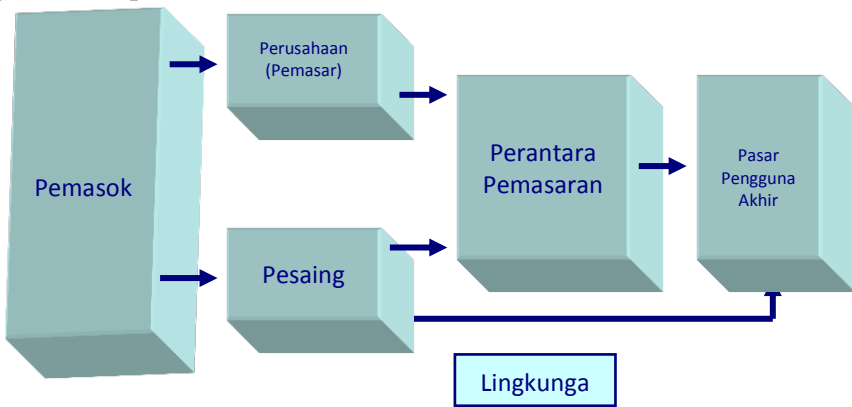 Pemasok
Perusahaan
(Pemasar)
Pesaing
Perantara
Pemasaran
Pasar
Pengguna
Akhir
Lingkunga